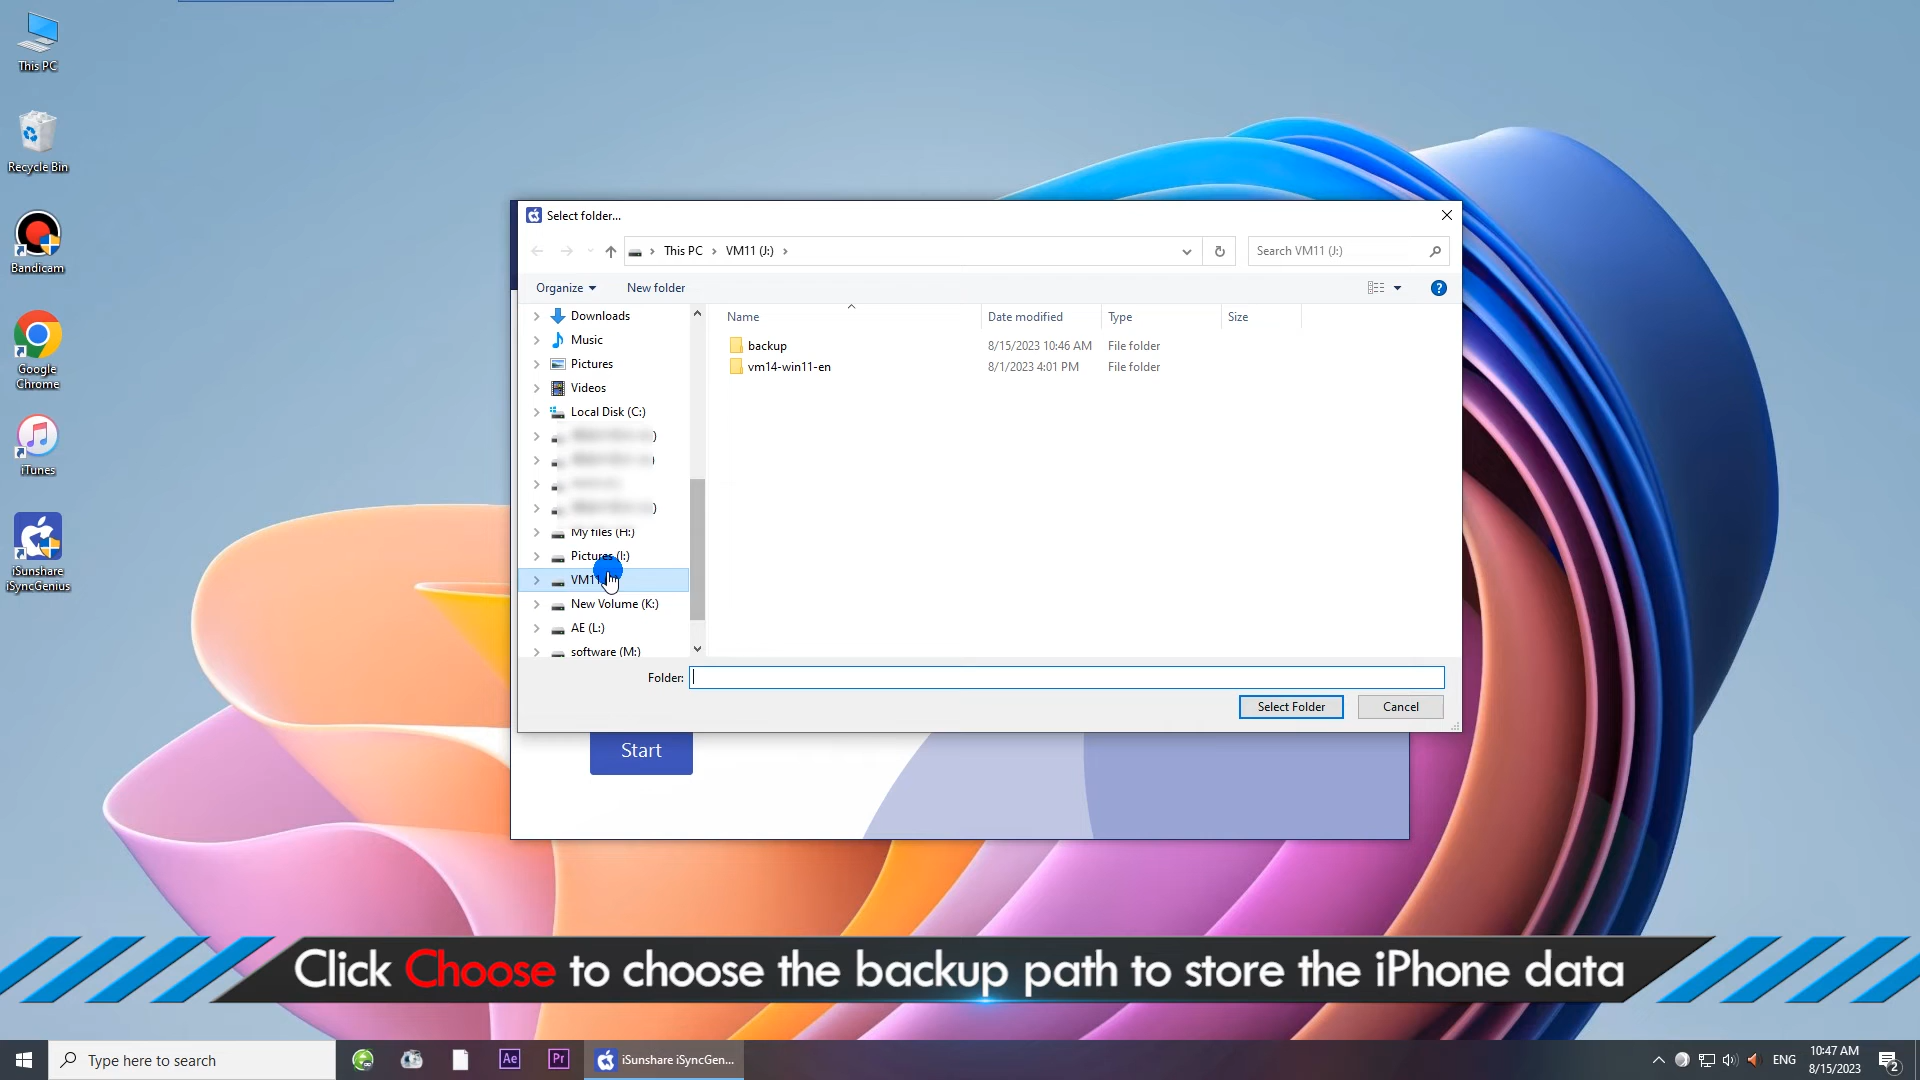 This PC
Recycle Bin
Bandicam
Google
Chrome
iTunes
iSunshare
iSyncGenius
Select folder...
This PC > VM11 (J:) >
Search VM11 (J:)
Organize
New folder
?
Downloads
Music
Pictures
Videos
Local Disk (C:)
)
)
)
My files (H:)
Pictures (I:)
VM11
New Volume (K:)
AE (L:)
software (M:)
Name Date modified Type Size
backup 8/15/2023 10:46 AM File folder
vm14-win11-en 8/1/2023 4:01 PM File folder
Folder:
Select Folder
Cancel
Start
Click Choose to choose the backup path to store the iPhone data
Type here to search
Ae
Pr
iSunshare iSyncGen...
ENG
10:47 AM
8/15/2023
2